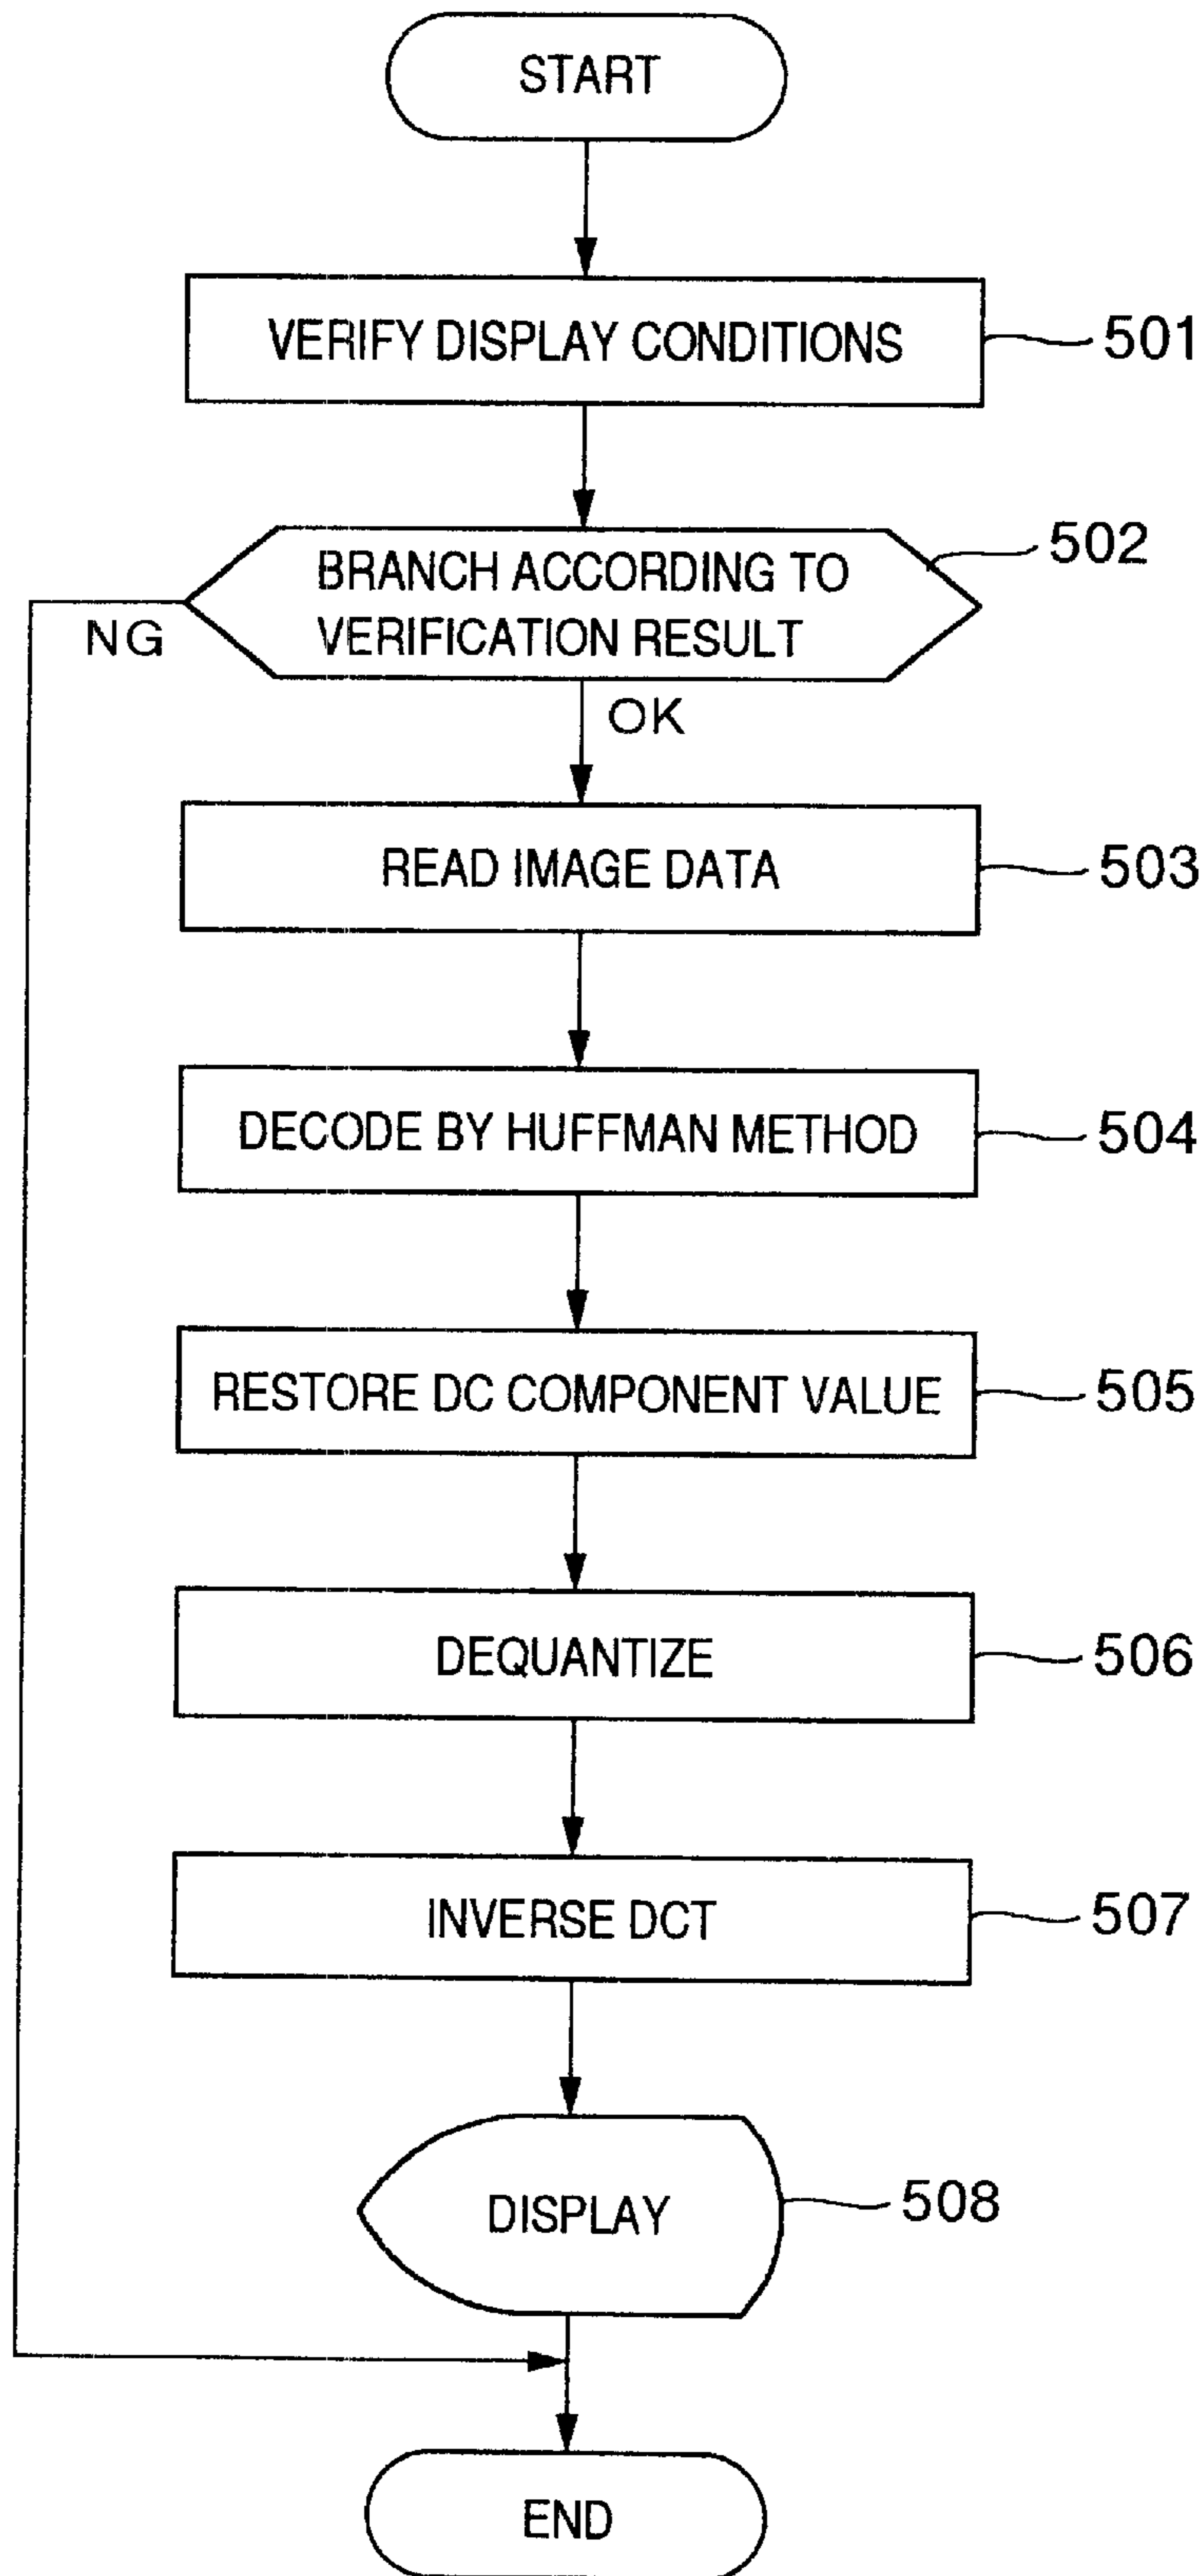 START
VERIFY DISPLAY CONDITIONS
501
BRANCH ACCORDING TO
VERIFICATION RESULT
502
NG
OK
READ IMAGE DATA
503
DECODE BY HUFFMAN METHOD
504
RESTORE DC COMPONENT VALUE
505
DEQUANTIZE
506
INVERSE DCT
507
DISPLAY
508
END